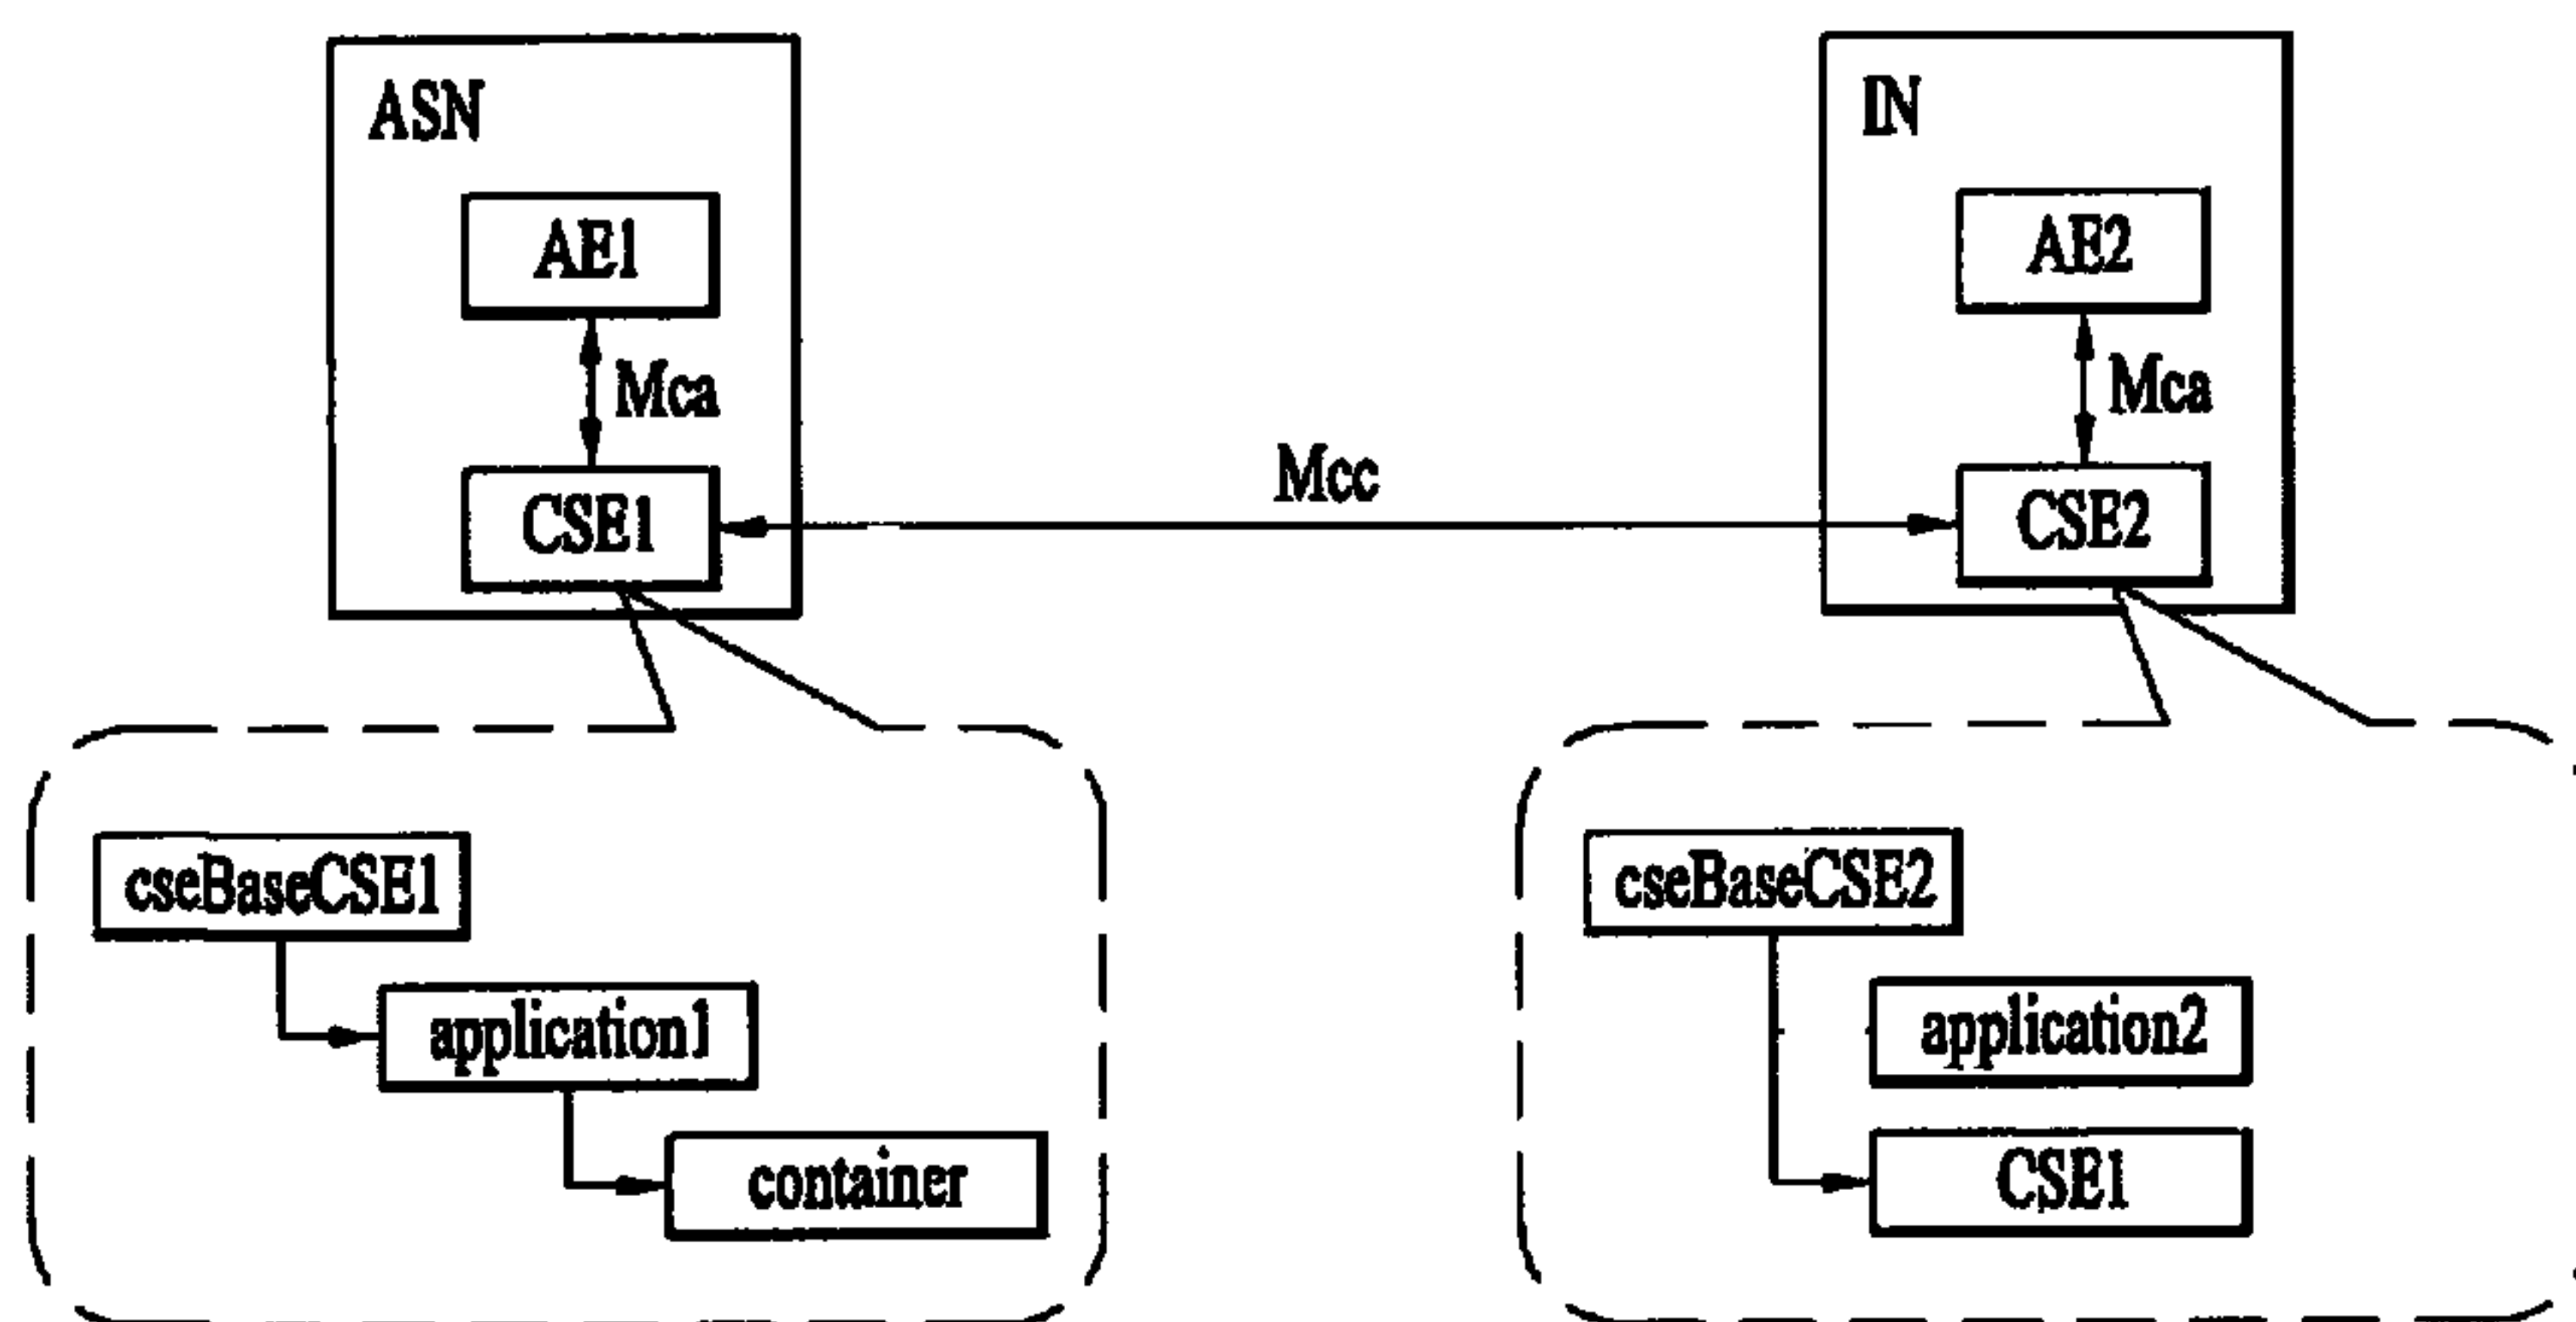 ASN
IN
AE1
AE2
Mca
Mca
Mcc
CSE1
CSE2
cseBaseCSE1
cseBaseCSE2
application1
application2
container
CSE1